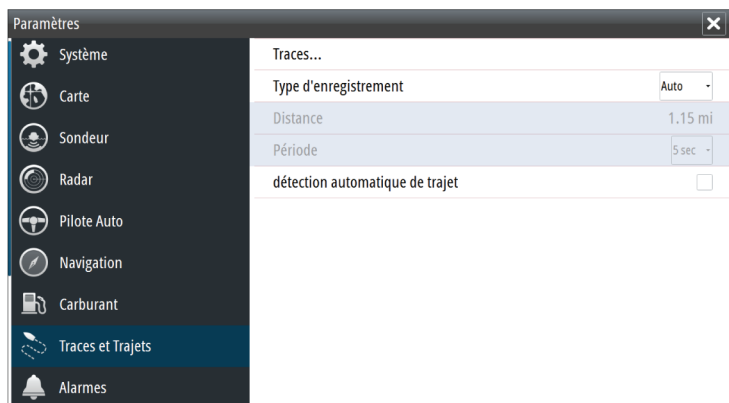 Paramètres
Système
Carte
Sondeur
Radar
Pilote Auto
Navigation
Carburant
Traces et Trajets
Alarmes
Traces...
Type d'enregistrement Auto
Distance 1.15 mi
Période 5 sec
détection automatique de trajet